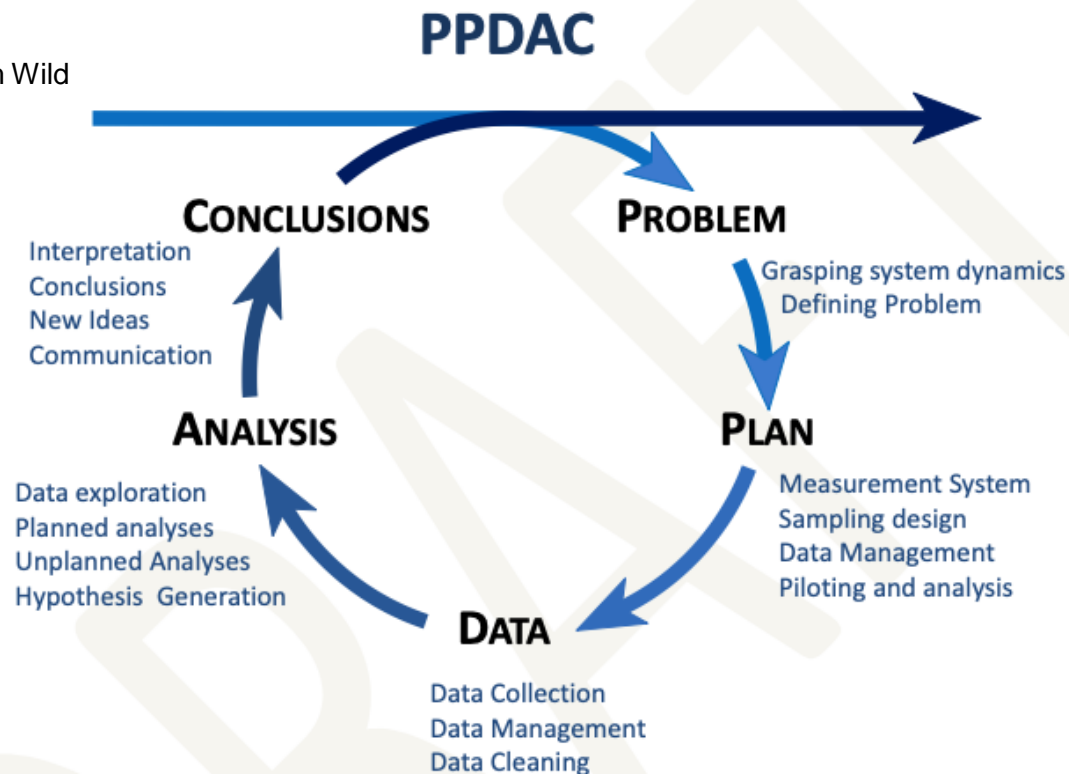 PPDAC
n Wild
CONCLUSIONS
Interpretation
Conclusions
New Ideas
Communication
PROBLEM
Grasping system dynamics
Defining Problem
ANALYSIS
Data exploration
Planned analyses
Unplanned Analyses
Hypothesis Generation
PLAN
Measurement System
Sampling design
Data Management
Piloting and analysis
DATA
Data Collection
Data Management
Data Cleaning